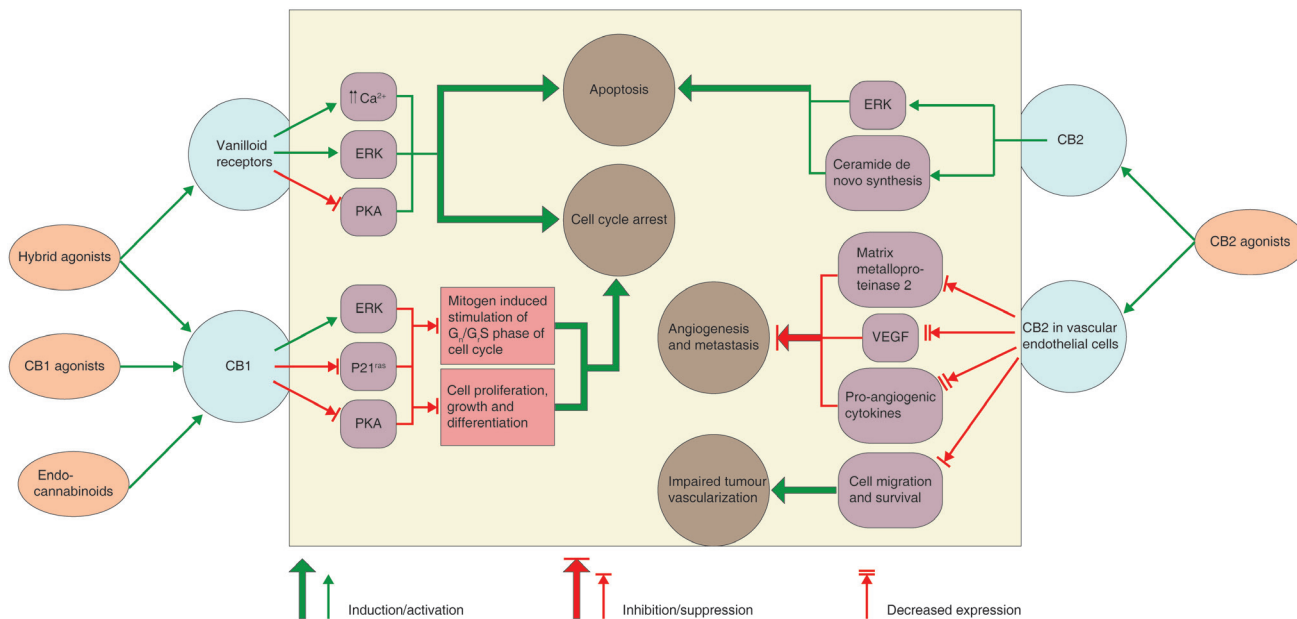 ↑↑Ca²⁺
ERK
PKA
Vanilloid
receptors
Apoptosis
Cell cycle arrest
ERK
Ceramide de
novo synthesis
CB2
Hybrid agonists
CB1 agonists
Endo-
cannabinoids
CB1
ERK
P21ʳᵃˢ
PKA
Mitogen induced
stimulation of
phase of
cell cycle
Cell proliferation,
growth and
differentiation
Angiogenesis
and metastasis
Impaired tumour
vascularization
Matrix
metallopro-
teinase 2
VEGF
Pro-angiogenic
cytokines
Cell migration
and survival
CB2 in vascular
endothelial cells
CB2 agonists
Induction/activation
Inhibition/suppression
Decreased expression